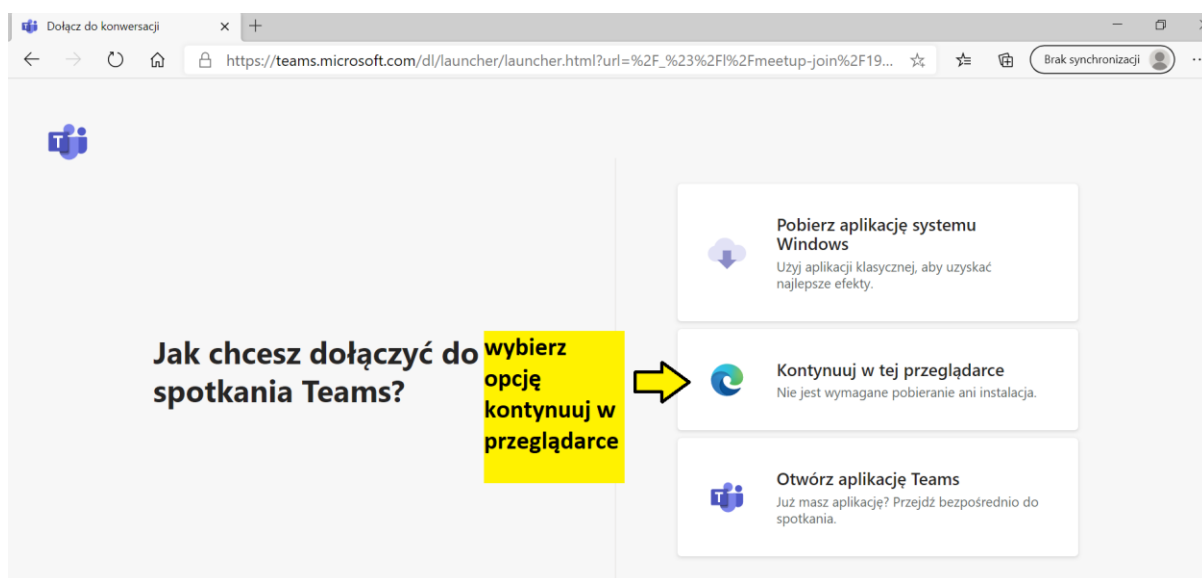 Dołącz do konwersacji
https://teams.microsoft.com/dl/launcher/launcher.html?url=%2F_%23%2Fl%2Fmeetup-join%2F19...
Brak synchronizacji
Jak chcesz dołączyć do
spotkania Teams?
wybierz
opcję
kontynuuj w
przeglądarce
Pobierz aplikację systemu
Windows
Użyj aplikacji klasycznej, aby uzyskać
najlepsze efekty.
Kontynuuj w tej przeglądarce
Nie jest wymagane pobieranie ani instalacja.
Otwórz aplikację Teams
Już masz aplikację? Przejdź bezpośrednio do
spotkania.